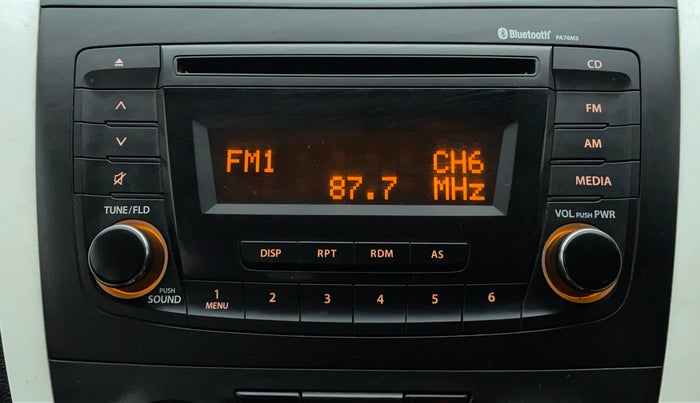 Bluetooth PA76M3
CD
FM
AM
MEDIA
FM1 CH6
87.7 MHz
TUNE/FLD
VOL PUSH PWR
DISP RPT RDM AS
PUSH
SOUND
1 2 3 4 5 6
MENU